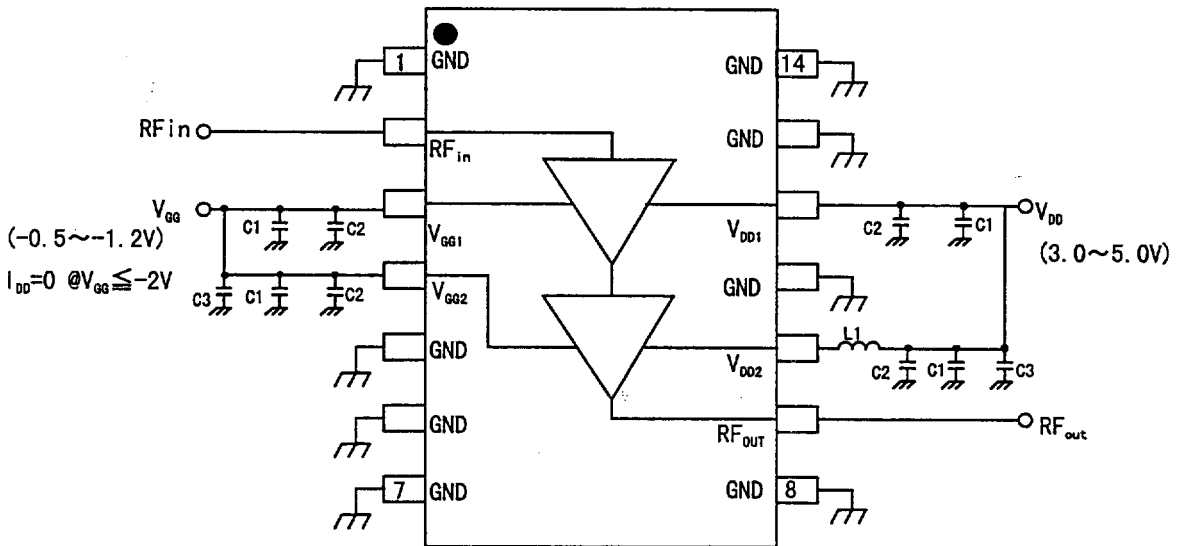 1 GND
GND 14
RFin
RFin
GND
VGG
C1 C2
VGG1
VDD1
C2 C1
VDD
(-0.5～-1.2V)
(3.0～5.0V)
IDD=0 @VGG≦-2V
C3 C1 C2
VGG2
GND
GND
VDD2
L1
C2 C1 C3
GND
RFOUT
RFout
7 GND
GND 8